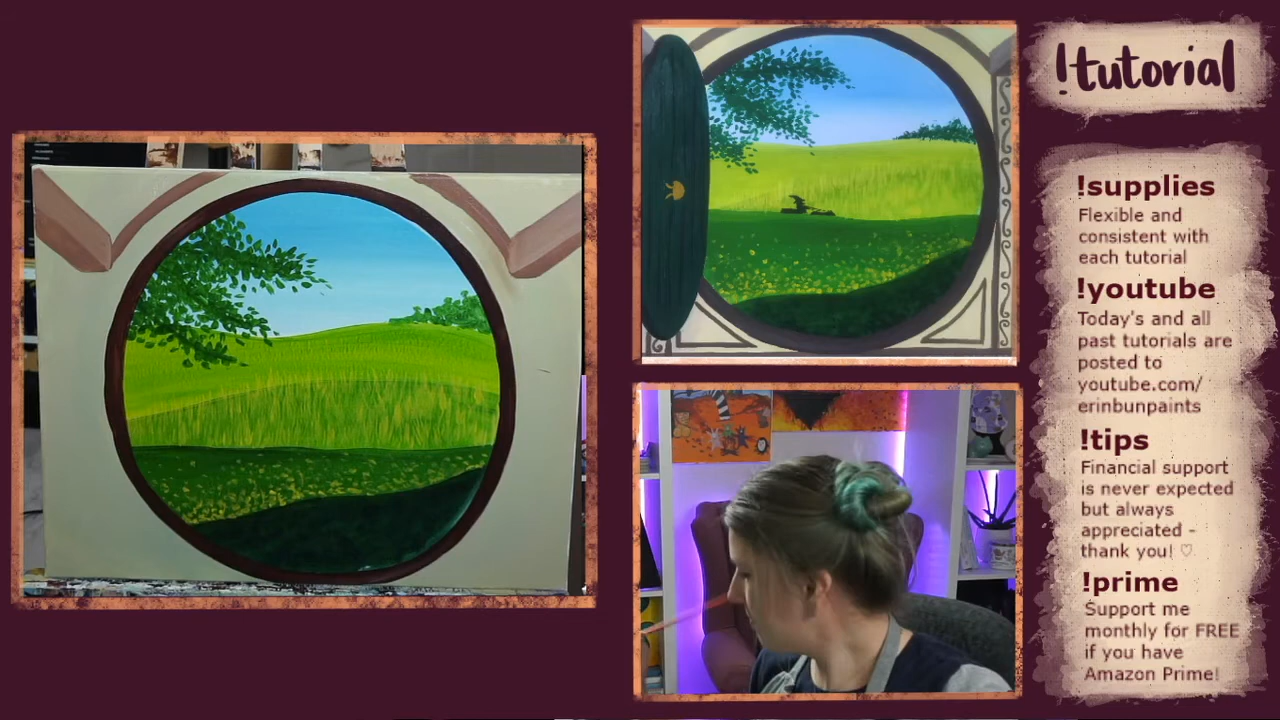 !tutorial
!supplies
Flexible and
consistent with
each tutorial
!youtube
Today's and all
past tutorials are
posted to
youtube.com/
erinbunpaints
!tips
Financial support
is never expected
but always
appreciated -
thank you! ♡
!prime
Support me
monthly for FREE
if you have
Amazon Prime!